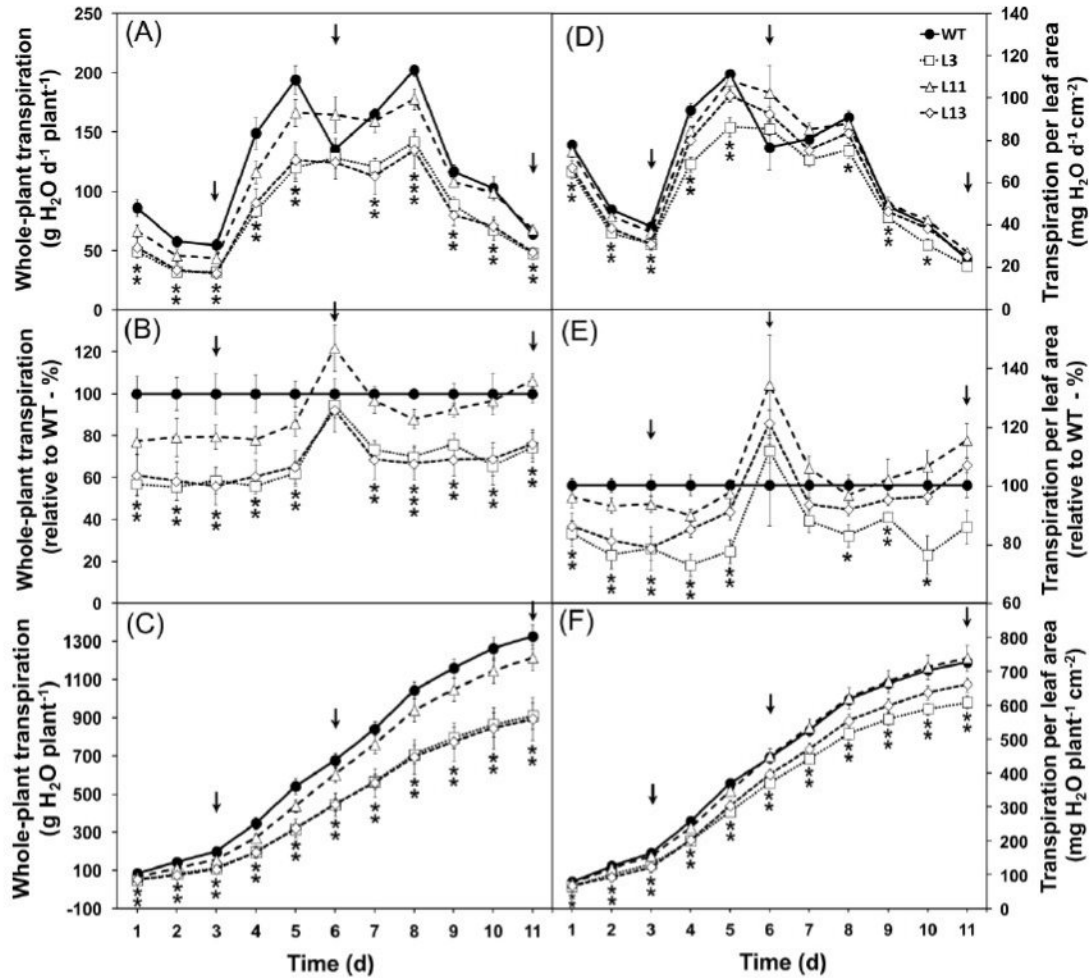 (A)
Whole-plant transpiration
(g H₂O d⁻¹ plant⁻¹)
250
200
150
100
50
0
(D)
WT
L3
L11
L13
140
120
100
80
60
40
20
0
Transpiration per leaf area
(mg H₂O d⁻¹ cm⁻²)
* * * * * * * * * * * * * * * * * * * *
* * * * * * * * * * * * *
(B)
Whole-plant transpiration
(relative to WT - %)
120
100
80
60
40
20
0
(E)
140
120
100
80
60
Transpiration per leaf area
(relative to WT - %)
* * * * * * * * * * * * * * * * * * * *
* * * * * * * * * * * * * *
(C)
Whole-plant transpiration
(g H₂O plant⁻¹)
1300
1100
900
700
500
300
100
-100
(F)
800
700
600
500
400
300
200
100
0
Transpiration per leaf area
(mg H₂O plant⁻¹ cm⁻²)
* * * * * * * * * * * * * * * * * * * * * *
* * * * * * * * * * * * * * * * * * * * * *
1 2 3 4 5 6 7 8 9 10 11
Time (d)
1 2 3 4 5 6 7 8 9 10 11
Time (d)